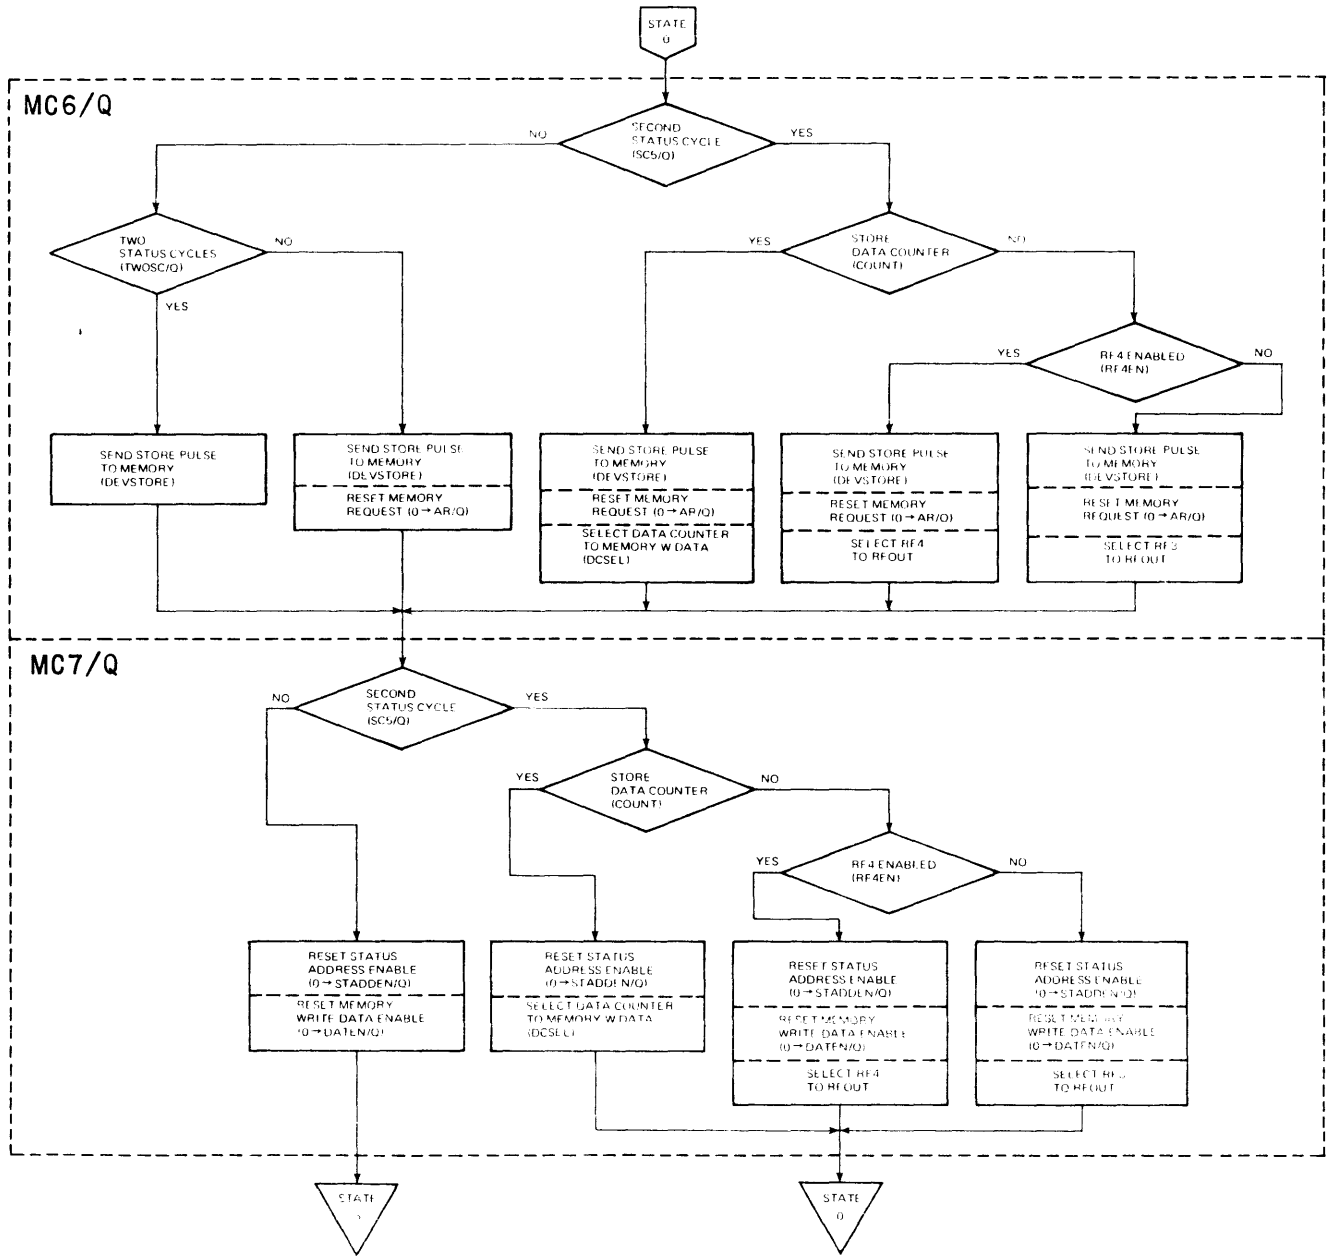 STATE
0
MC6/Q
NO
SECOND
STATUS CYCLE
(SC5/Q)
YES
TWO
STATUS CYCLES
(TWOSC/Q)
NO
YES
YES
STORE
DATA COUNTER
(COUNT)
NO
YES
RF4 ENABLED
(RF4EN)
NO
SEND STORE PULSE
TO MEMORY
(DEVSTORE)
SEND STORE PULSE
TO MEMORY
(DEVSTORE)
RESET MEMORY
REQUEST (0→AR/Q)
SEND STORE PULSE
TO MEMORY
(DEVSTORE)
RESET MEMORY
REQUEST (0→AR/Q)
SELECT DATA COUNTER
TO MEMORY W DATA
(DCSEL)
SEND STORE PULSE
TO MEMORY
(DEVSTORE)
RESET MEMORY
REQUEST (0→AR/Q)
SELECT RF4
TO RFOUT
SEND STORE PULSE
TO MEMORY
(DEVSTORE)
RESET MEMORY
REQUEST (0→AR/Q)
SELECT RF3
TO RFOUT
MC7/Q
NO
SECOND
STATUS CYCLE
(SC5/Q)
YES
YES
STORE
DATA COUNTER
(COUNT)
NO
YES
RF4 ENABLED
(RF4EN)
NO
RESET STATUS
ADDRESS ENABLE
(0→STADDEN/Q)
RESET MEMORY
WRITE DATA ENABLE
(0→DATEN/Q)
RESET STATUS
ADDRESS ENABLE
(0→STADDEN/Q)
SELECT DATA COUNTER
TO MEMORY W DATA
(DCSEL)
RESET STATUS
ADDRESS ENABLE
(0→STADDEN/Q)
RESET MEMORY
WRITE DATA ENABLE
(0→DATEN/Q)
SELECT RF4
TO RFOUT
RESET STATUS
ADDRESS ENABLE
(0→STADDEN/Q)
RESET MEMORY
WRITE DATA ENABLE
(0→DATEN/Q)
SELECT
TO RFOUT
STATE
STATE
0